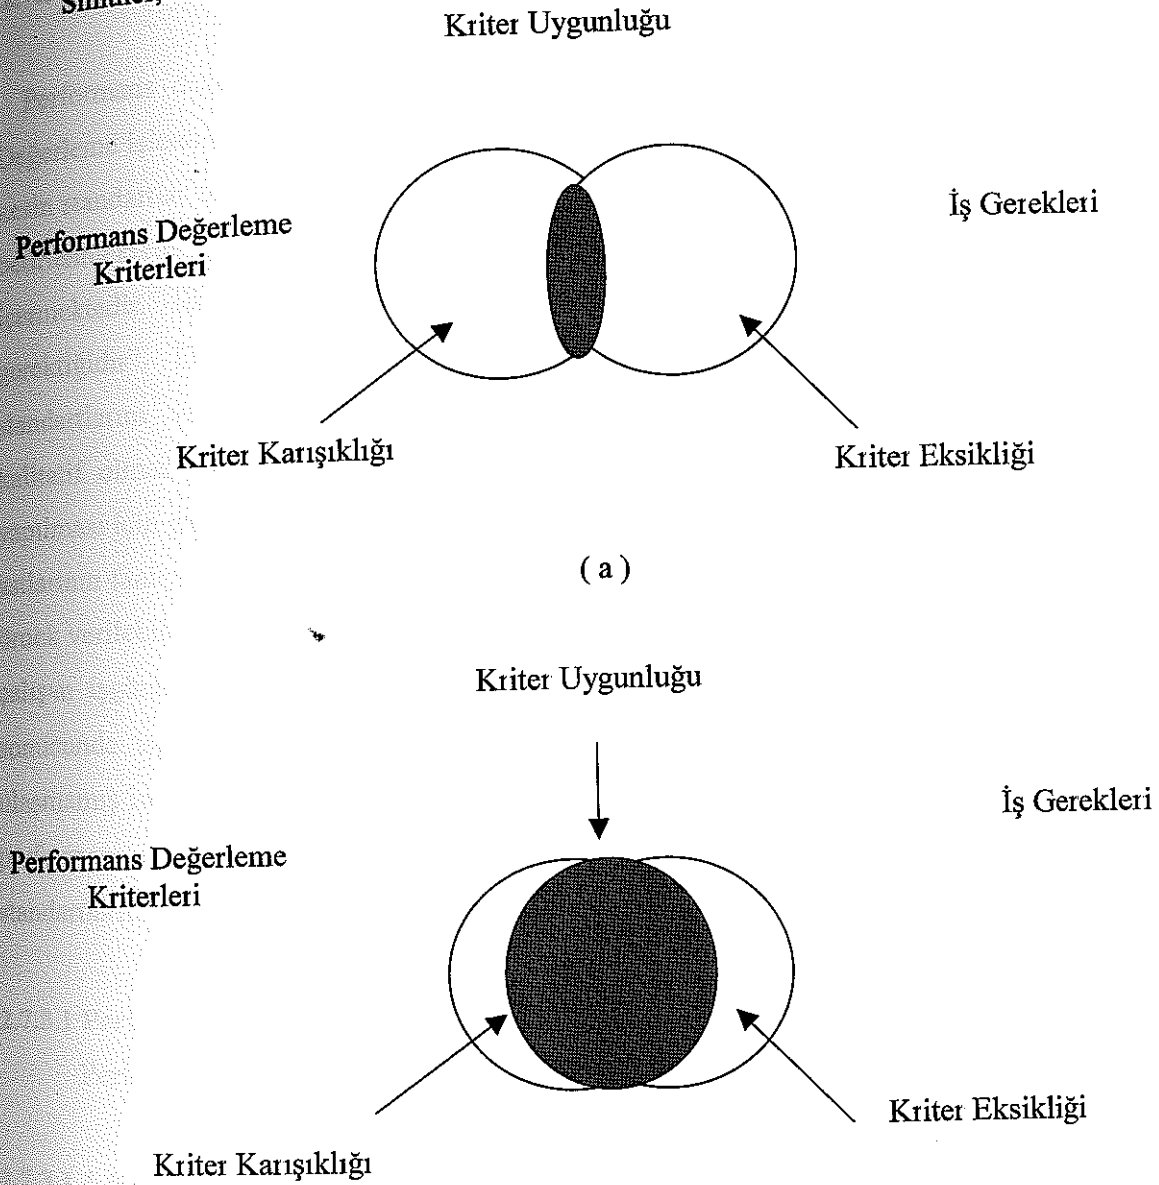 Kriter Uygunluğu
Performans Değerleme
Kriterleri
İş Gerekleri
Kriter Karışıklığı
Kriter Eksikliği
( a )
Kriter Uygunluğu
İş Gerekleri
Performans Değerleme
Kriterleri
Kriter Eksikliği
Kriter Karışıklığı